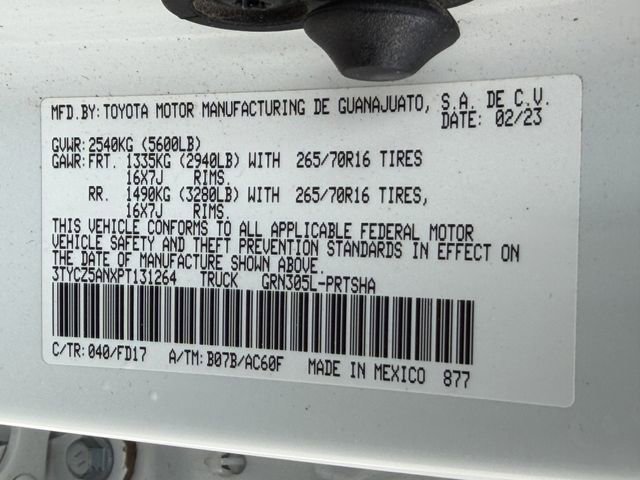 MFD.BY: TOYOTA MOTOR MANUFACTURING DE GUANAJUATO, S.A. DE C.V.
DATE: 02/23
GVWR: 2540KG (5600LB)
GAWR: FRT. 1335KG (2940LB) WITH 265/70R16 TIRES
16X7J RIMS.
RR. 1490KG (3280LB) WITH 265/70R16 TIRES,
16X7J RIMS.
THIS VEHICLE CONFORMS TO ALL APPLICABLE FEDERAL MOTOR
VEHICLE SAFETY AND THEFT PREVENTION STANDARDS IN EFFECT ON
THE DATE OF MANUFACTURE SHOWN ABOVE.
3TYCZ5ANXPT131264 TRUCK GRN305L-PRTSHA
C/TR: 040/FD17 A/TM: B07B/AC60F MADE IN MEXICO 877